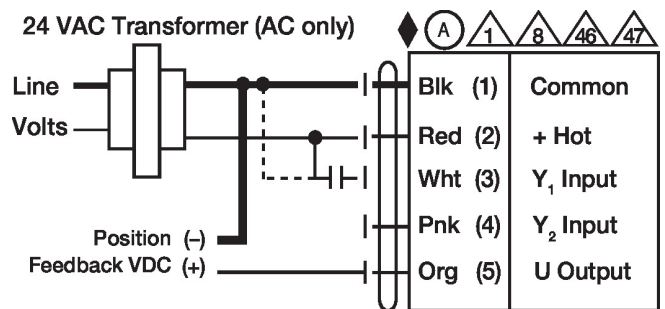 24 VAC Transformer (AC only)
A 1 8 46 47
Line
Volts
Blk (1) Common
Red (2) + Hot
Wht (3) Y₁ Input
Pnk (4) Y₂ Input
Org (5) U Output
Position (–)
Feedback VDC (+)